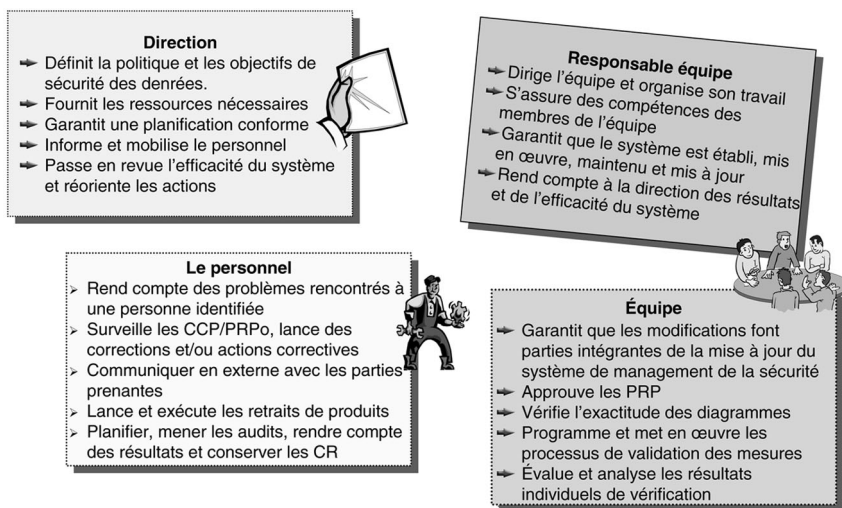 Direction
Définit la politique et les objectifs de
sécurité des denrées.
Fournit les ressources nécessaires
Garantit une planification conforme
Informe et mobilise le personnel
Passe en revue l'efficacité du système
et réoriente les actions
Responsable équipe
Dirige l'équipe et organise son travail
S'assure des compétences des
membres de l'équipe
Garantit que le système est établi, mis
en œuvre, maintenu et mis à jour
Rend compte à la direction des résultats
et de l'efficacité du système
Le personnel
Rend compte des problèmes rencontrés à
une personne identifiée
Surveille les CCP/PRPo, lance des
corrections et/ou actions correctives
Communiquer en externe avec les parties
prenantes
Lance et exécute les retraits de produits
Planifier, mener les audits, rendre compte
des résultats et conserver les CR
Équipe
Garantit que les modifications font
parties intégrantes de la mise à jour du
système de management de la sécurité
Approuve les PRP
Vérifie l'exactitude des diagrammes
Programme et met en œuvre les
processus de validation des mesures
Évalue et analyse les résultats
individuels de vérification